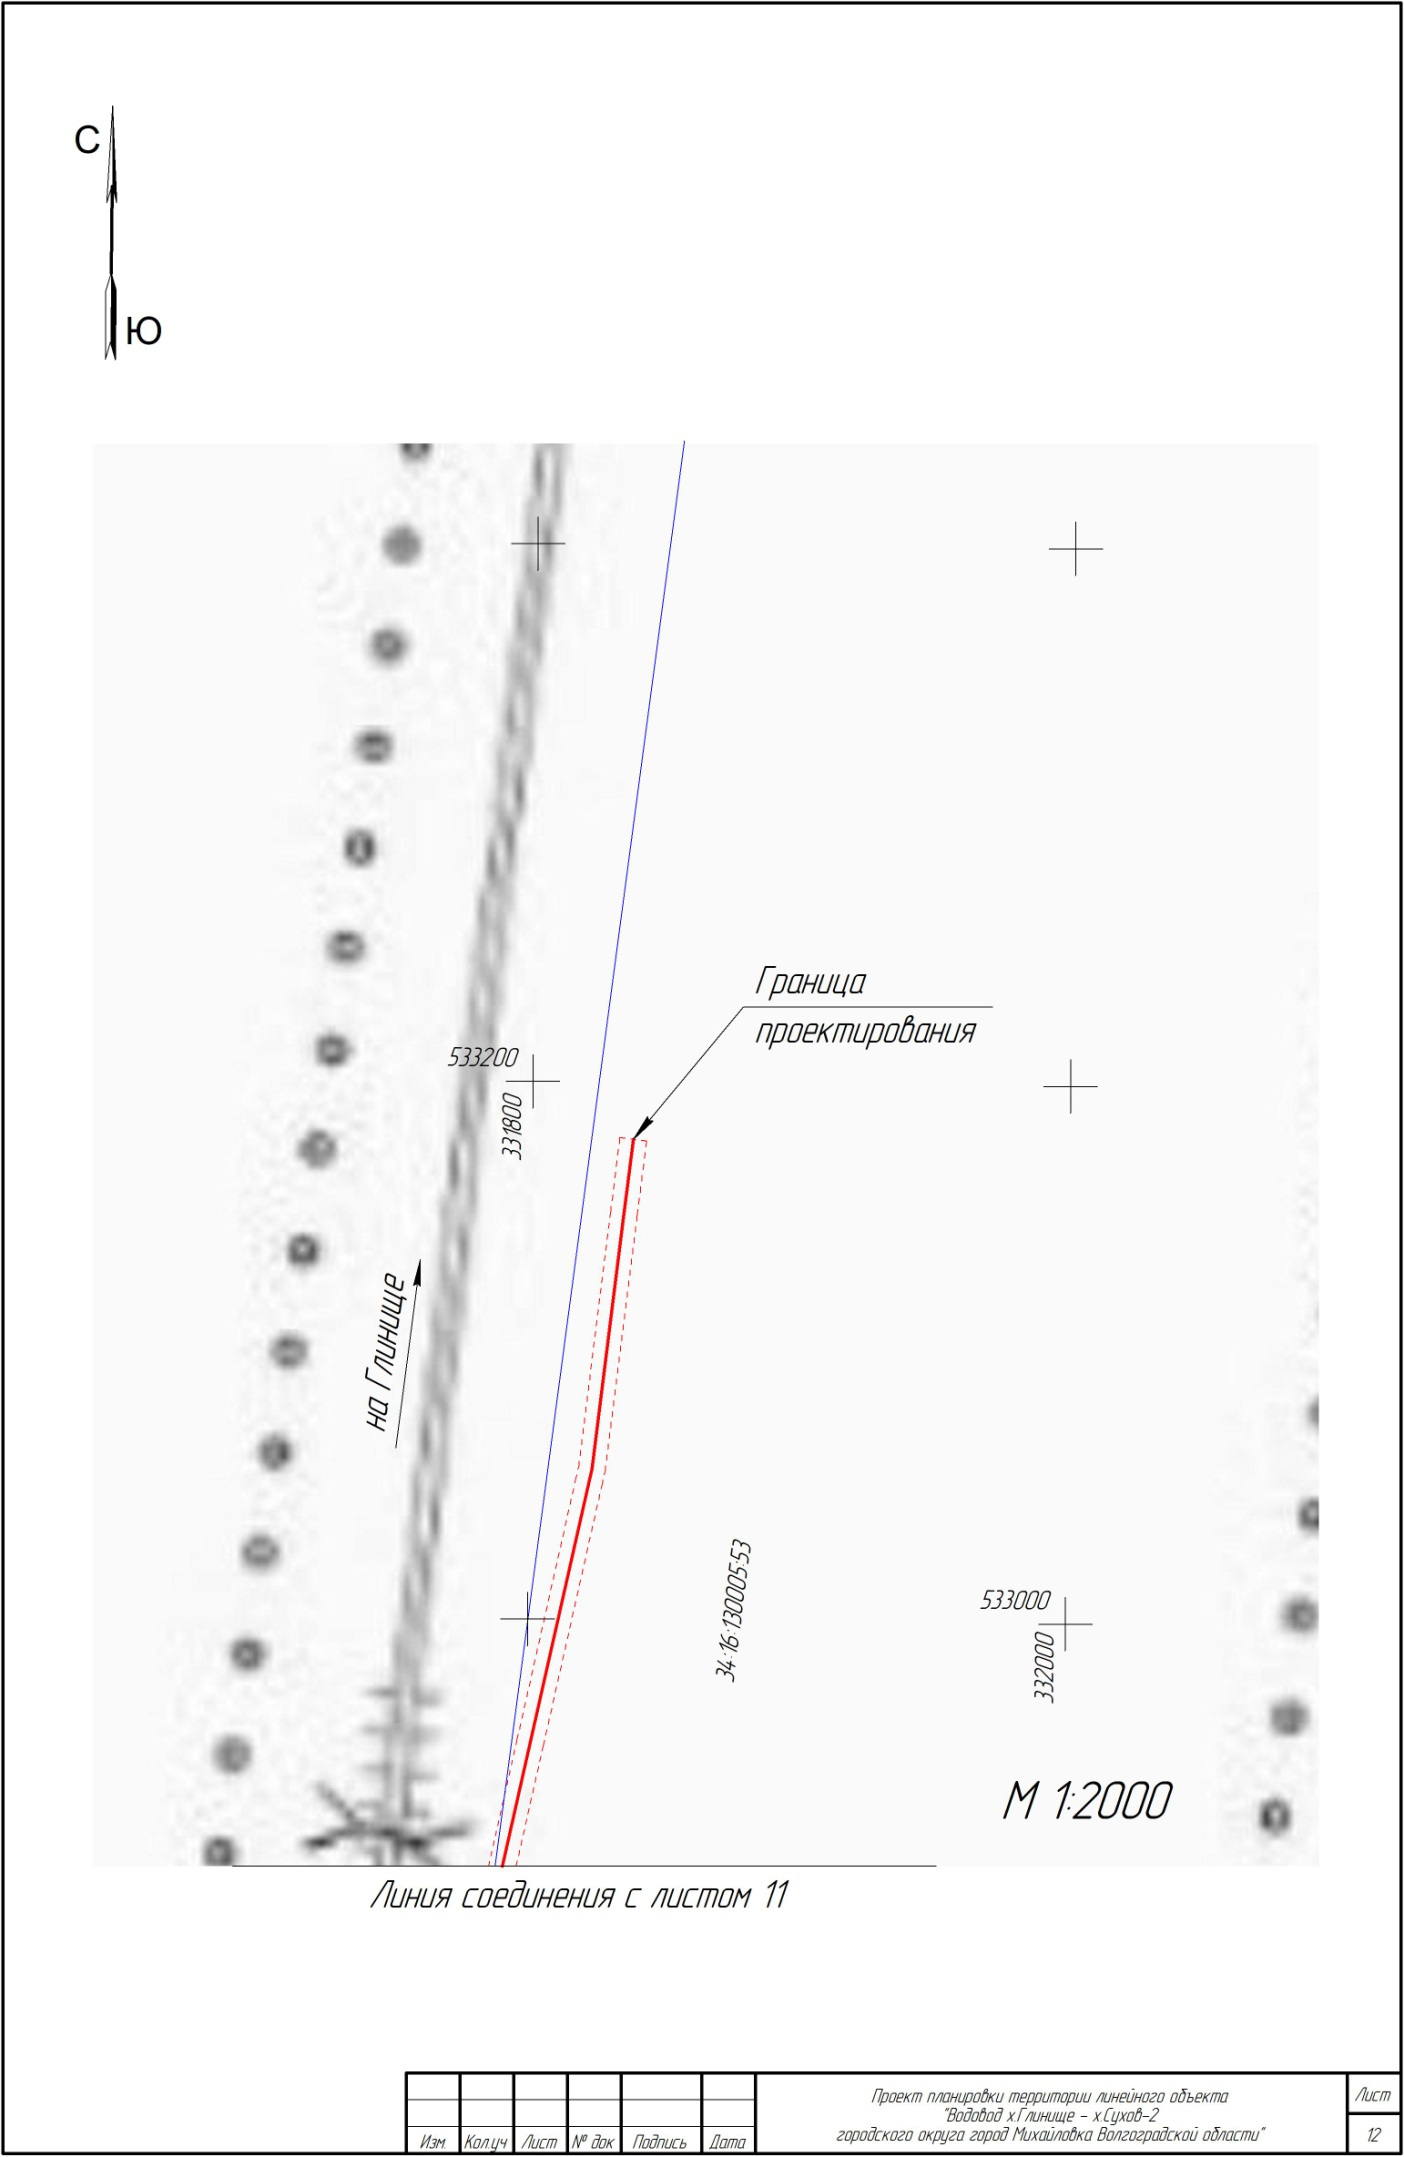 С
Ю
Граница
проектирования
533200
331800
на Глинище
34:16:130005:53
533000
332000
М 1:2000
Линия соединения с листом 11
Изм.
Кол.уч
Лист
№ док
Подпись
Дата
Проект планировки территории линейного объекта
"Водовод х.Глинище - х.Сухов-2
городского округа город Михайловка Волгоградской области"
Лист
12